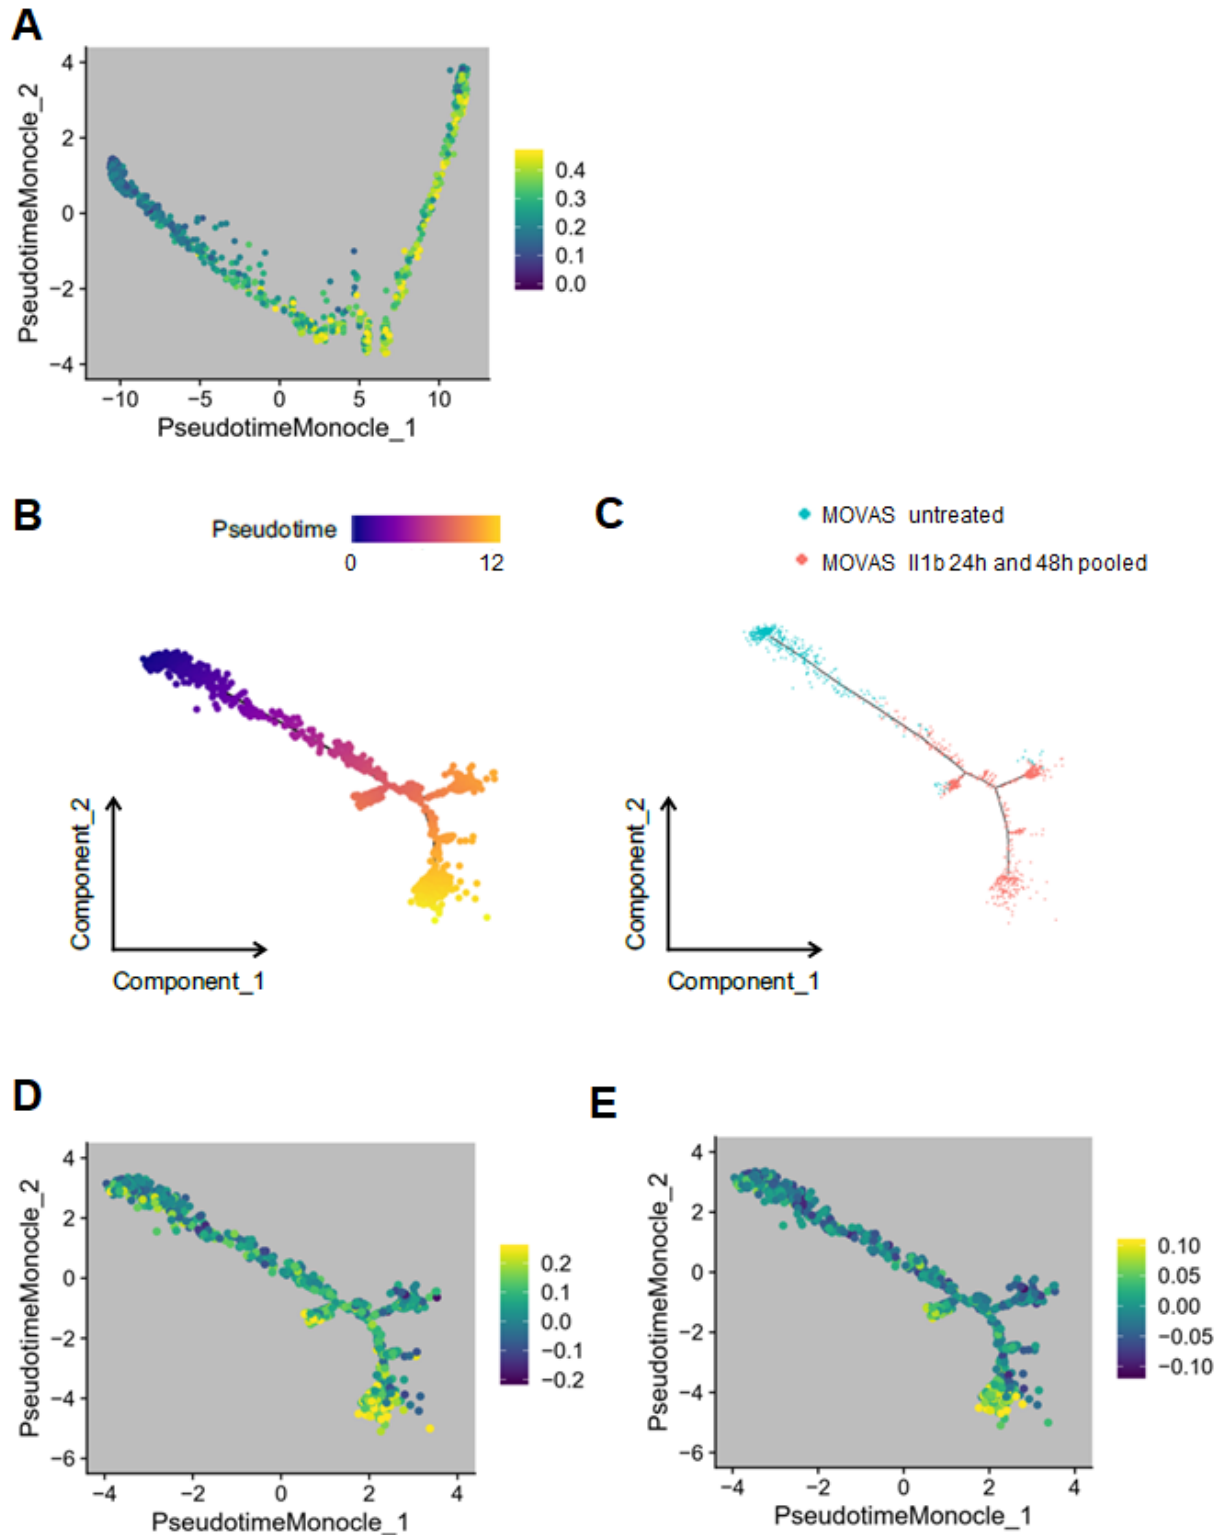 A
PseudotimeMonocle_2
4
2
0
−2
−4
−10 −5 0 5 10
PseudotimeMonocle_1
0.4
0.3
0.2
0.1
0.0
B
Pseudotime
0 12
Component_2
Component_1
C
MOVAS untreated
MOVAS Il1b 24h and 48h pooled
Component_2
Component_1
D
PseudotimeMonocle_2
4
2
0
−2
−4
−6
−4 −2 0 2 4
PseudotimeMonocle_1
0.2
0.1
0.0
−0.1
−0.2
E
PseudotimeMonocle_2
4
2
0
−2
−4
−6
−4 −2 0 2 4
PseudotimeMonocle_1
0.10
0.05
0.00
−0.05
−0.10